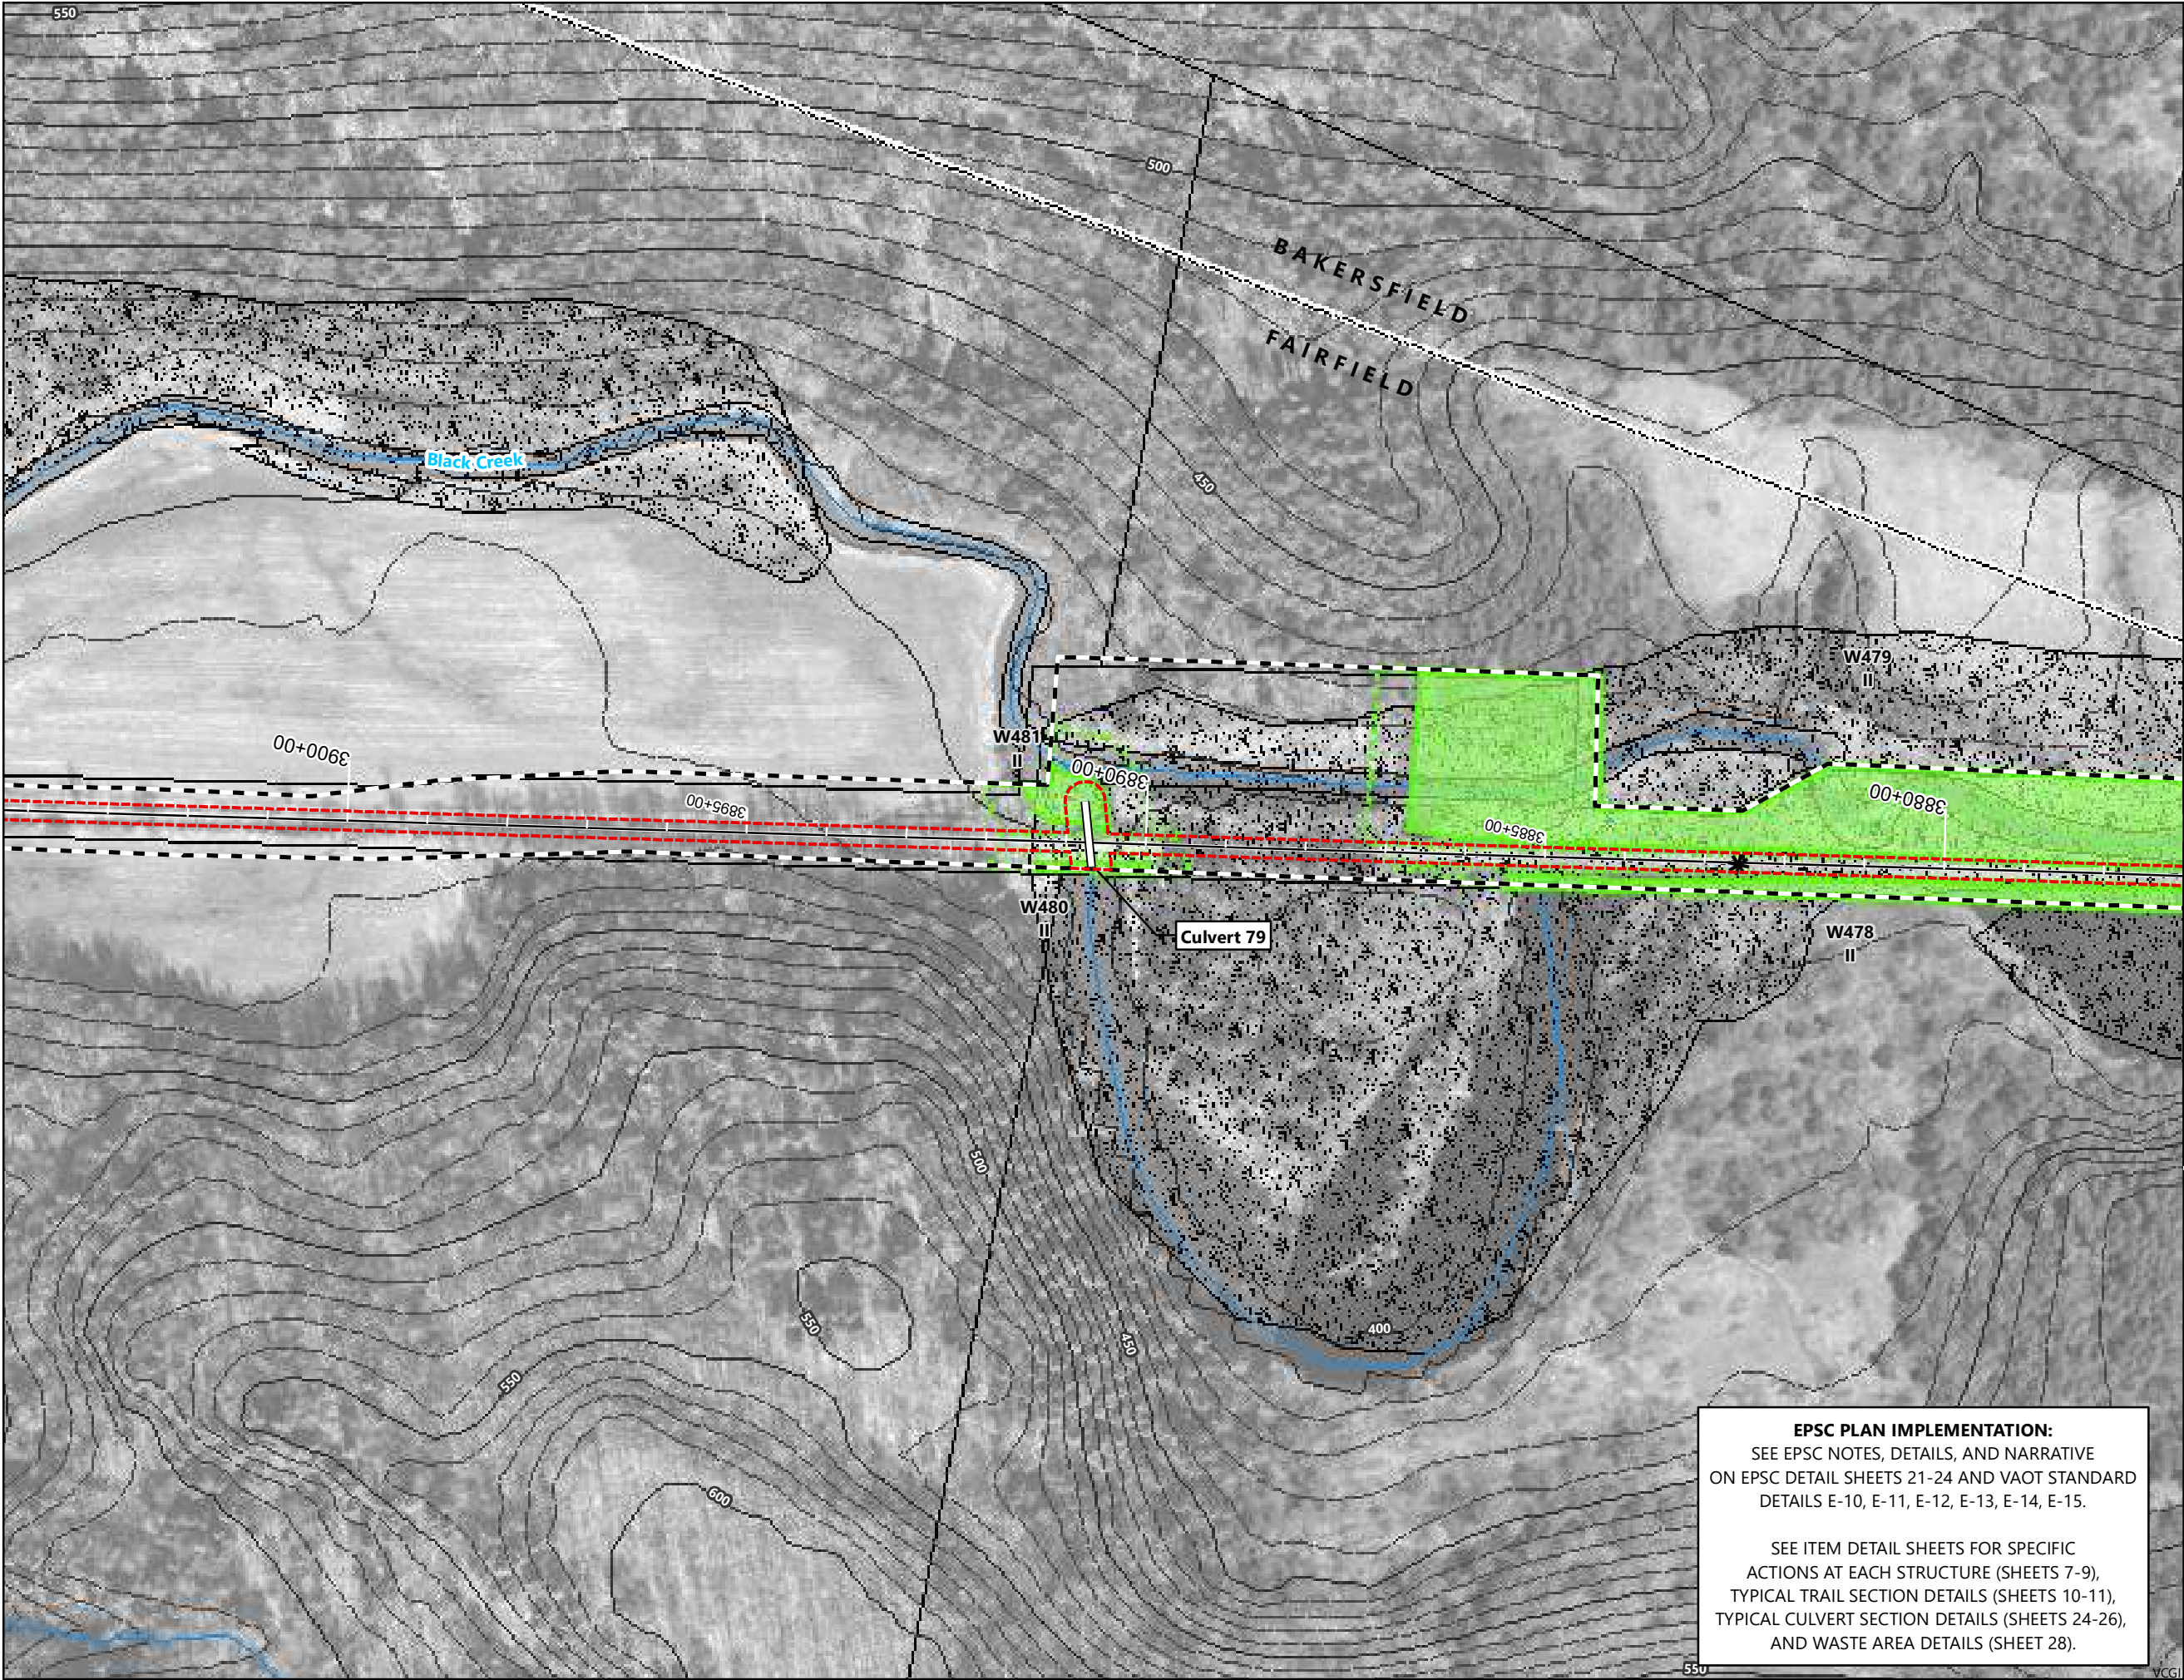 550
500
BAKERSFIELD
FAIRFIELD
Black Creek
450
W479
II
W481
II
3900+00
3890+00
3895+00
3880+00
3885+00
W480
II
Culvert 79
W478
II
500
400
550
450
550
600
EPSC PLAN IMPLEMENTATION:
SEE EPSC NOTES, DETAILS, AND NARRATIVE
ON EPSC DETAIL SHEETS 21-24 AND VAOT STANDARD
DETAILS E-10, E-11, E-12, E-13, E-14, E-15.
SEE ITEM DETAIL SHEETS FOR SPECIFIC
ACTIONS AT EACH STRUCTURE (SHEETS 7-9),
TYPICAL TRAIL SECTION DETAILS (SHEETS 10-11),
TYPICAL CULVERT SECTION DETAILS (SHEETS 24-26),
AND WASTE AREA DETAILS (SHEET 28).
550
VCGI